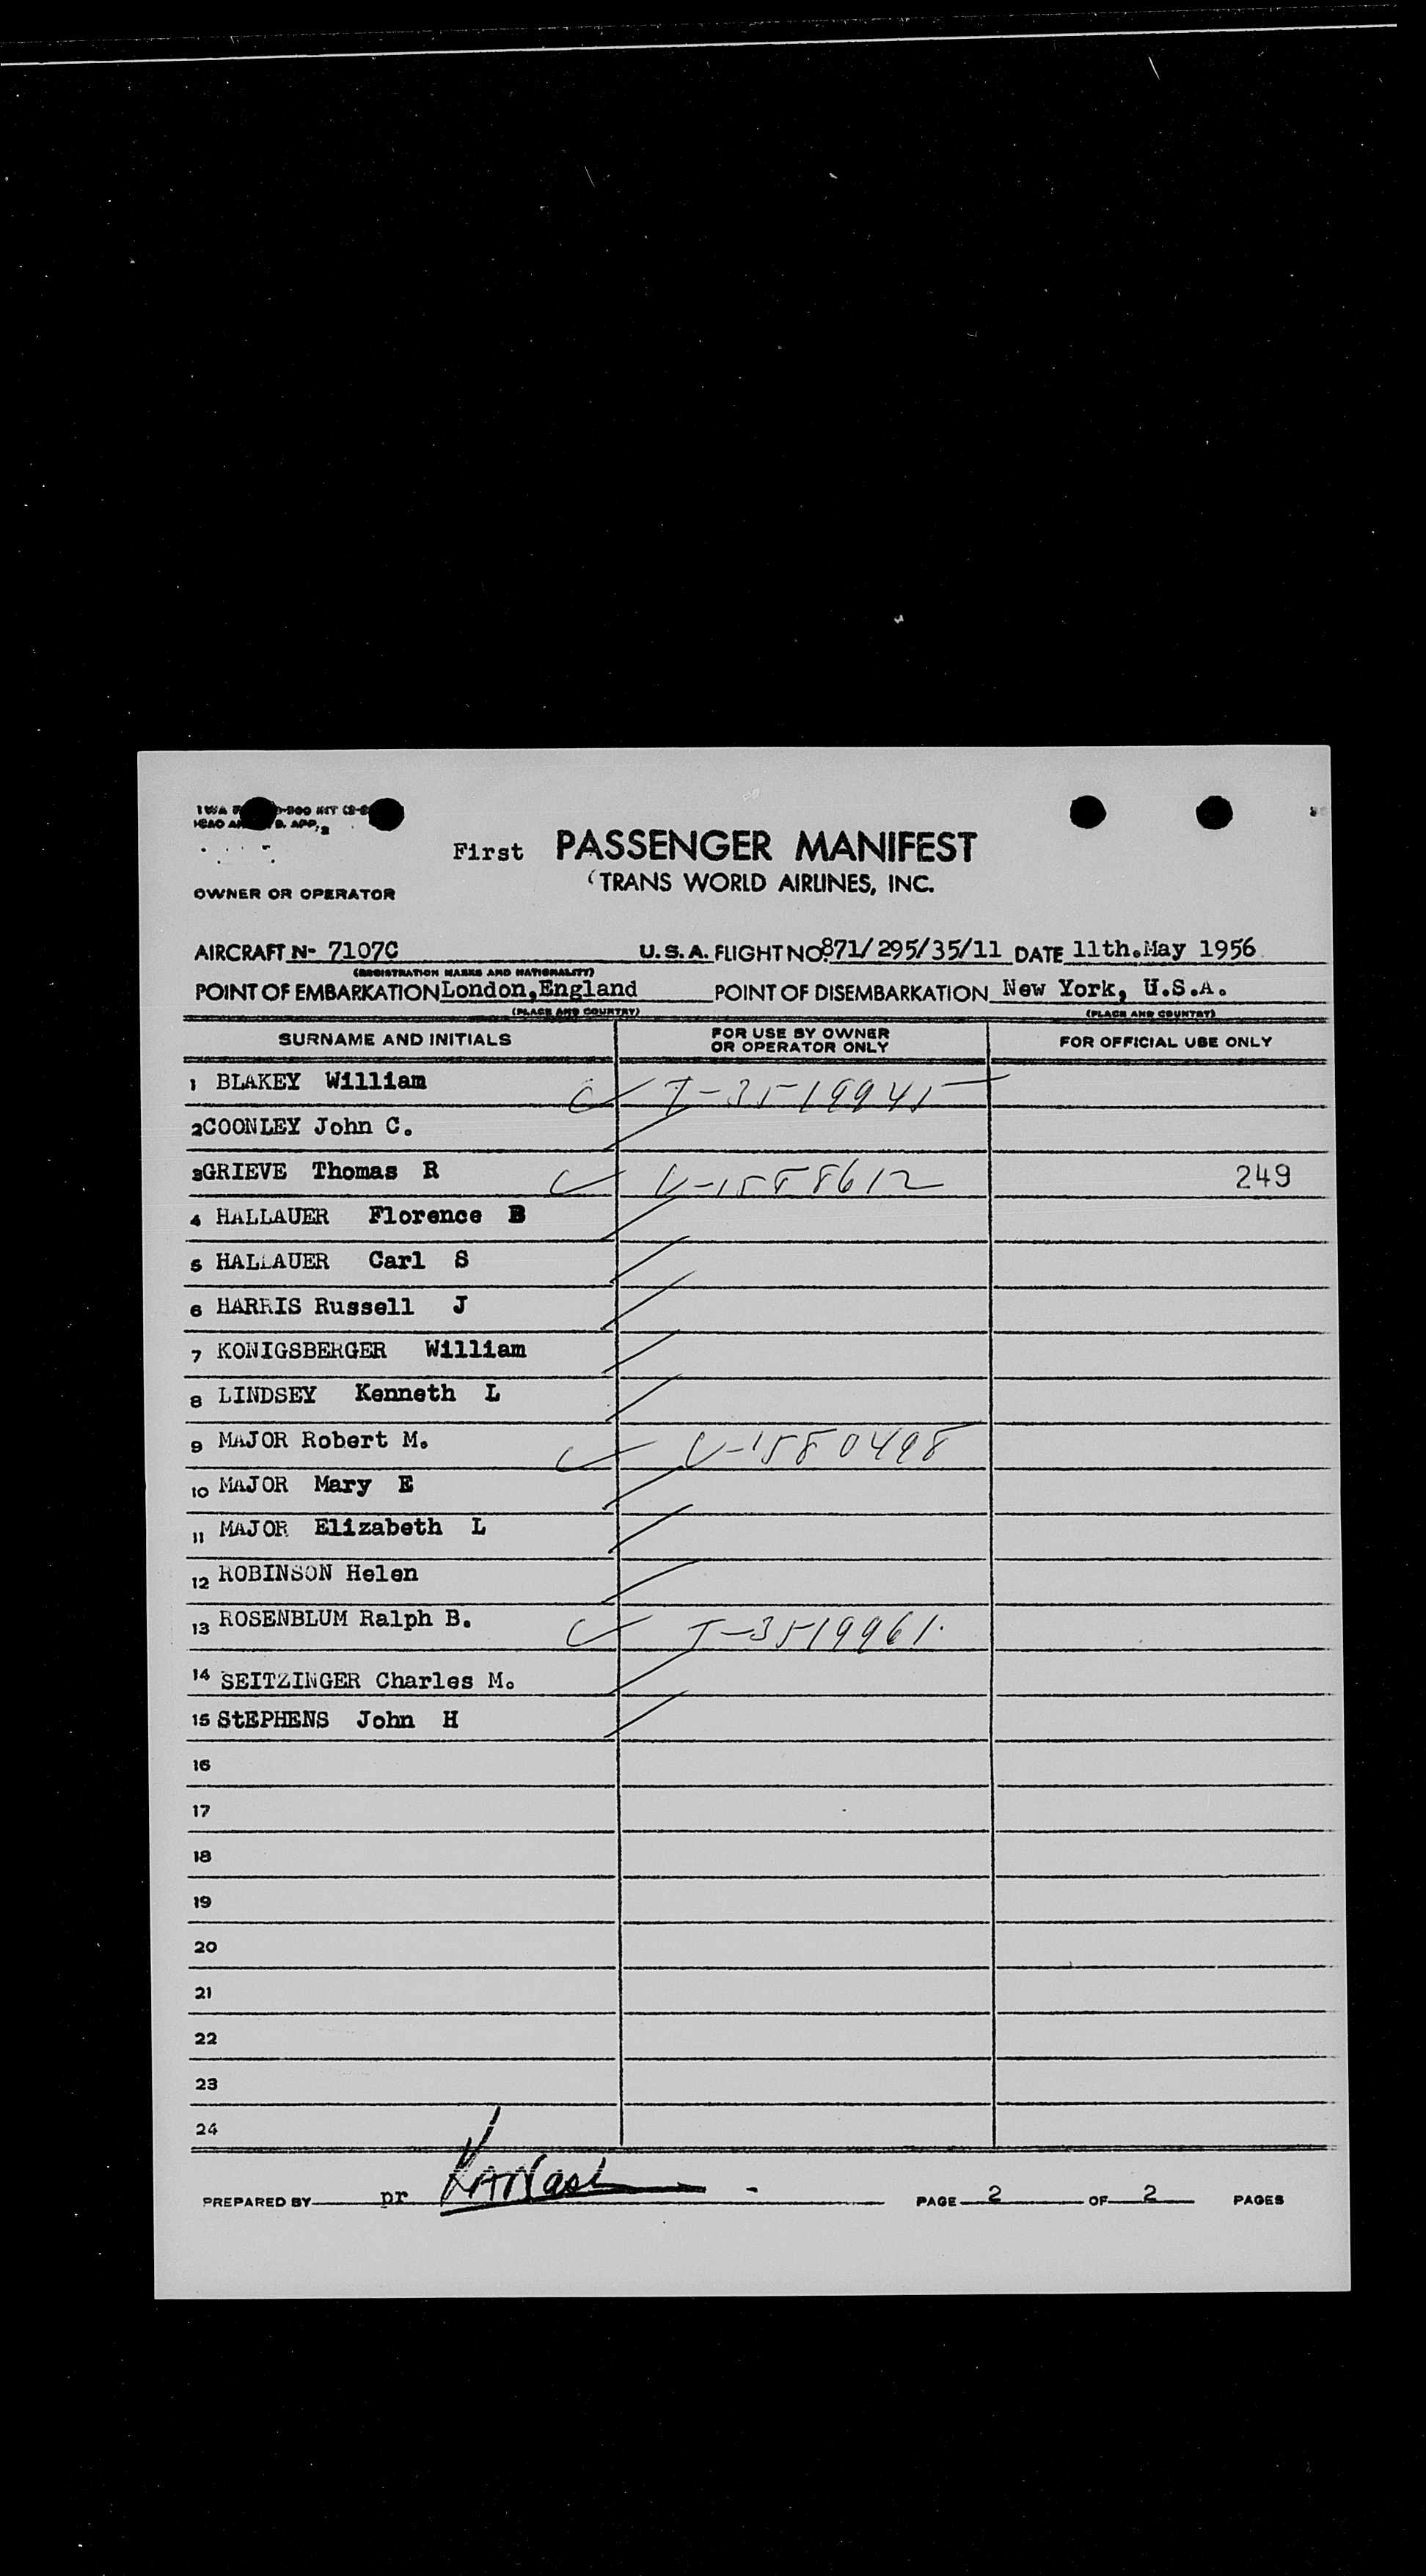 First PASSENGER MANIFEST
TRANS WORLD AIRLINES, INC.
OWNER OR OPERATOR
AIRCRAFT N- 7107C U.S.A. FLIGHT NO 871/295/35/11 DATE 11th.May 1956
(REGISTRATION MARKS AND NATIONALITY)
POINT OF EMBARKATION London,England POINT OF DISEMBARKATION New York, U.S.A.
(PLACE AND COUNTRY) (PLACE AND COUNTRY)
SURNAME AND INITIALS FOR USE BY OWNER OR OPERATOR ONLY FOR OFFICIAL USE ONLY
1 BLAKEY William T-3519941
2 COONLEY John C.
3 GRIEVE Thomas R V-1588612 249
4 HALLAUER Florence B
5 HALLAUER Carl S
6 HARRIS Russell J
7 KONIGSBERGER William
8 LINDSEY Kenneth L
9 MAJOR Robert M. V-1580498
10 MAJOR Mary E
11 MAJOR Elizabeth L
12 ROBINSON Helen
13 ROSENBLUM Ralph B. T-3519961.
14 SEITZINGER Charles M.
15 StEPHENS John H
16
17
18
19
20
21
22
23
24
PREPARED BY pr PAGE 2 OF 2 PAGES